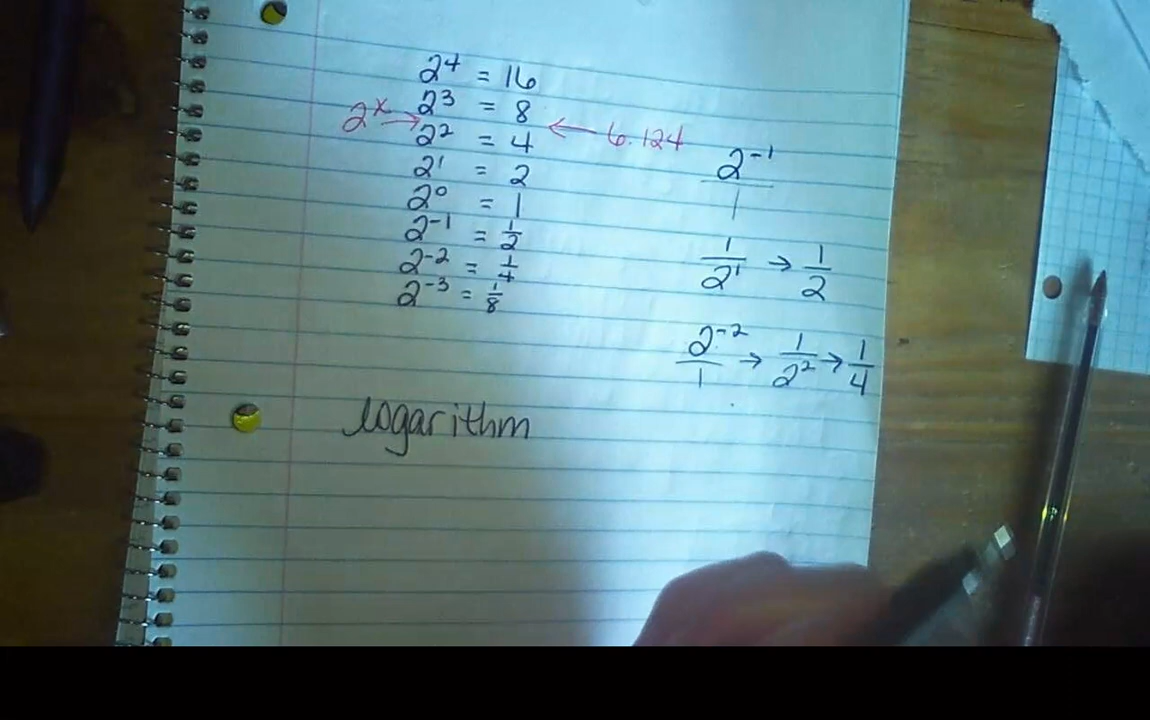 2⁴ = 16
2³ = 8
2ˣ → ← 6.124
2² = 4
2¹ = 2
2⁰ = 1
2⁻¹ = 1/2
2⁻² = 1/4
2⁻³ = 1/8
2⁻¹/1
1/2¹ → 1/2
2⁻²/1 → 1/2² → 1/4
logarithm